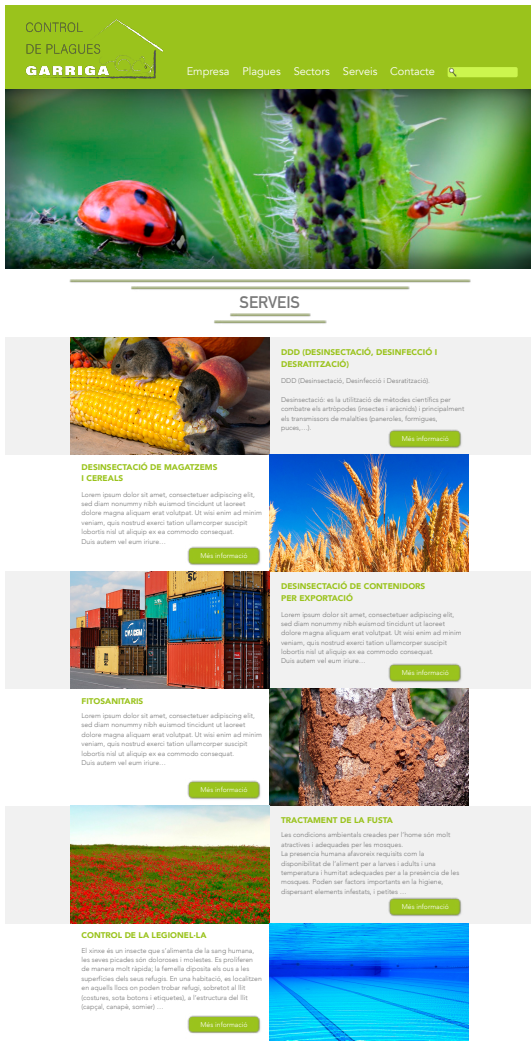 CONTROL
DE PLAGUES
GARRIGA
Empresa Plagues Sectors Serveis Contacte
SERVEIS
DDD (DESINSECTACIÓ, DESINFECCIÓ I
DESRATITZACIÓ)
DDD (Desinsectació, Desinfecció i Desratització).
Desinsectació: es la utilització de mètodes científics per
combatre els artròpodes (insectes i aràcnids) i principalment
els transmissors de malalties (paneroles, formigues,
puces,...).
Més informació
DESINSECTACIÓ DE MAGATZEMS
I CEREALS
Lorem ipsum dolor sit amet, consectetuer adipiscing elit,
sed diam nonummy nibh euismod tincidunt ut laoreet
dolore magna aliquam erat volutpat. Ut wisi enim ad minim
veniam, quis nostrud exerci tation ullamcorper suscipit
lobortis nisl ut aliquip ex ea commodo consequat.
Duis autem vel eum iriure...
Més informació
DESINSECTACIÓ DE CONTENIDORS
PER EXPORTACIÓ
Lorem ipsum dolor sit amet, consectetuer adipiscing elit,
sed diam nonummy nibh euismod tincidunt ut laoreet
dolore magna aliquam erat volutpat. Ut wisi enim ad minim
veniam, quis nostrud exerci tation ullamcorper suscipit
lobortis nisl ut aliquip ex ea commodo consequat.
Duis autem vel eum iriure...
Més informació
FITOSANITARIS
Lorem ipsum dolor sit amet, consectetuer adipiscing elit,
sed diam nonummy nibh euismod tincidunt ut laoreet
dolore magna aliquam erat volutpat. Ut wisi enim ad minim
veniam, quis nostrud exerci tation ullamcorper suscipit
lobortis nisl ut aliquip ex ea commodo consequat.
Duis autem vel eum iriure...
Més informació
TRACTAMENT DE LA FUSTA
Les condicions ambientals creades per l'home són molt
atractives i adequades per les mosques.
La presencia humana afavoreix requisits com la
disponibilitat de l'aliment per a larves i adults i una
temperatura i humitat adequades per a la presència de les
mosques. Poden ser factors importants en la higiene,
dispersant elements infestats, i petites ...
Més informació
CONTROL DE LA LEGIONEL·LA
El xinxe és un insecte que s'alimenta de la sang humana,
les seves picades són doloroses i molestes. Es proliferen
de manera molt ràpida; la femella diposita els ous a les
superfícies dels seus refugis. En una habitació, es localitzen
en aquells llocs on poden trobar refugi, sobretot al llit
(costures, sota botons i etiquetes), a l'estructura del llit
(capçal, canapè, somier) ...
Més informació